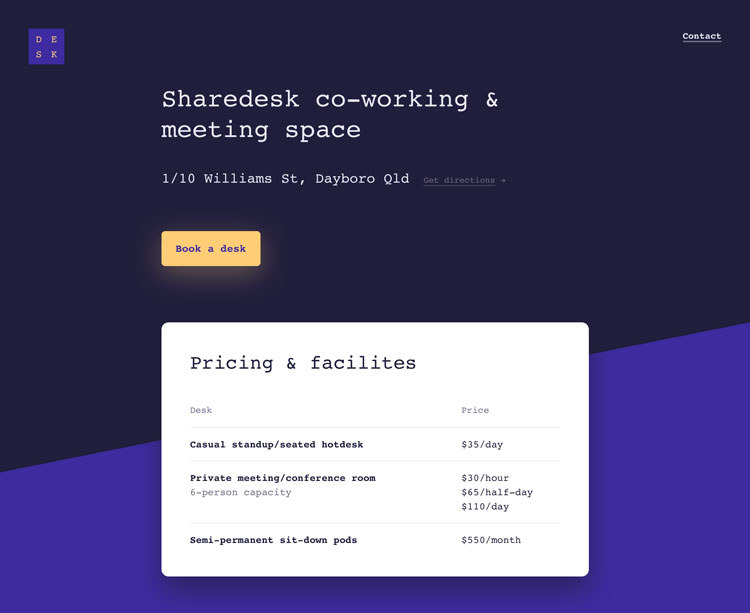 D E
S K
Contact
Sharedesk co-working &
meeting space
1/10 Williams St, Dayboro Qld Get directions →
Book a desk
Pricing & facilites
Desk Price
Casual standup/seated hotdesk $35/day
Private meeting/conference room $30/hour
6-person capacity $65/half-day
$110/day
Semi-permanent sit-down pods $550/month